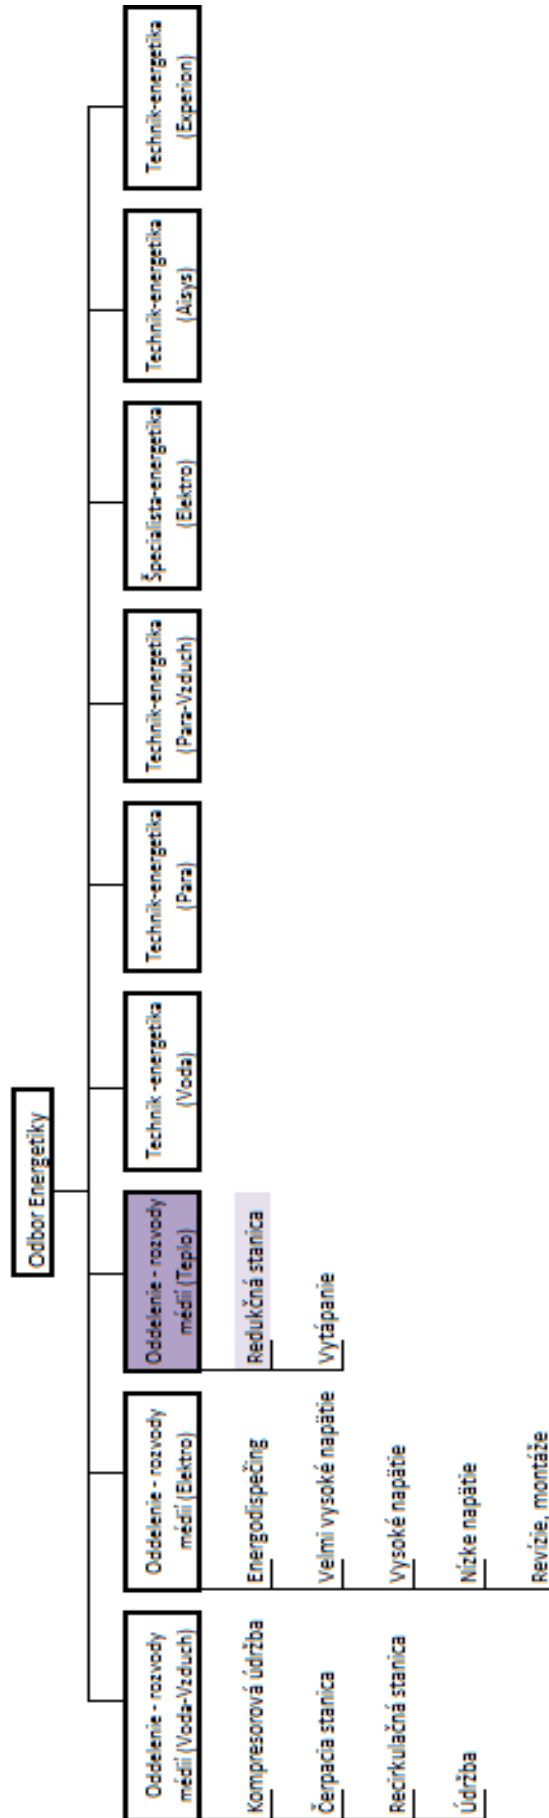 Odbor Energetiky
Oddelenie - rozvody
médií (Voda-Vzduch)
Kompresorová údržba
Čerpacia stanica
Recirkulačná stanica
Údržba
Oddelenie - rozvody
médií (Elektro)
Energodispečing
Velmi vysoké napätie
Vysoké napätie
Nízke napätie
Revízie, montáže
Oddelenie - rozvody
médií (Teplo)
Redukčná stanica
Vytápanie
Technik -energetika
(Voda)
Technik-energetika
(Para)
Technik-energetika
(Para-Vzduch)
Špecialista-energetika
(Elektro)
Technik-energetika
(Aisys)
Technik-energetika
(Experion)